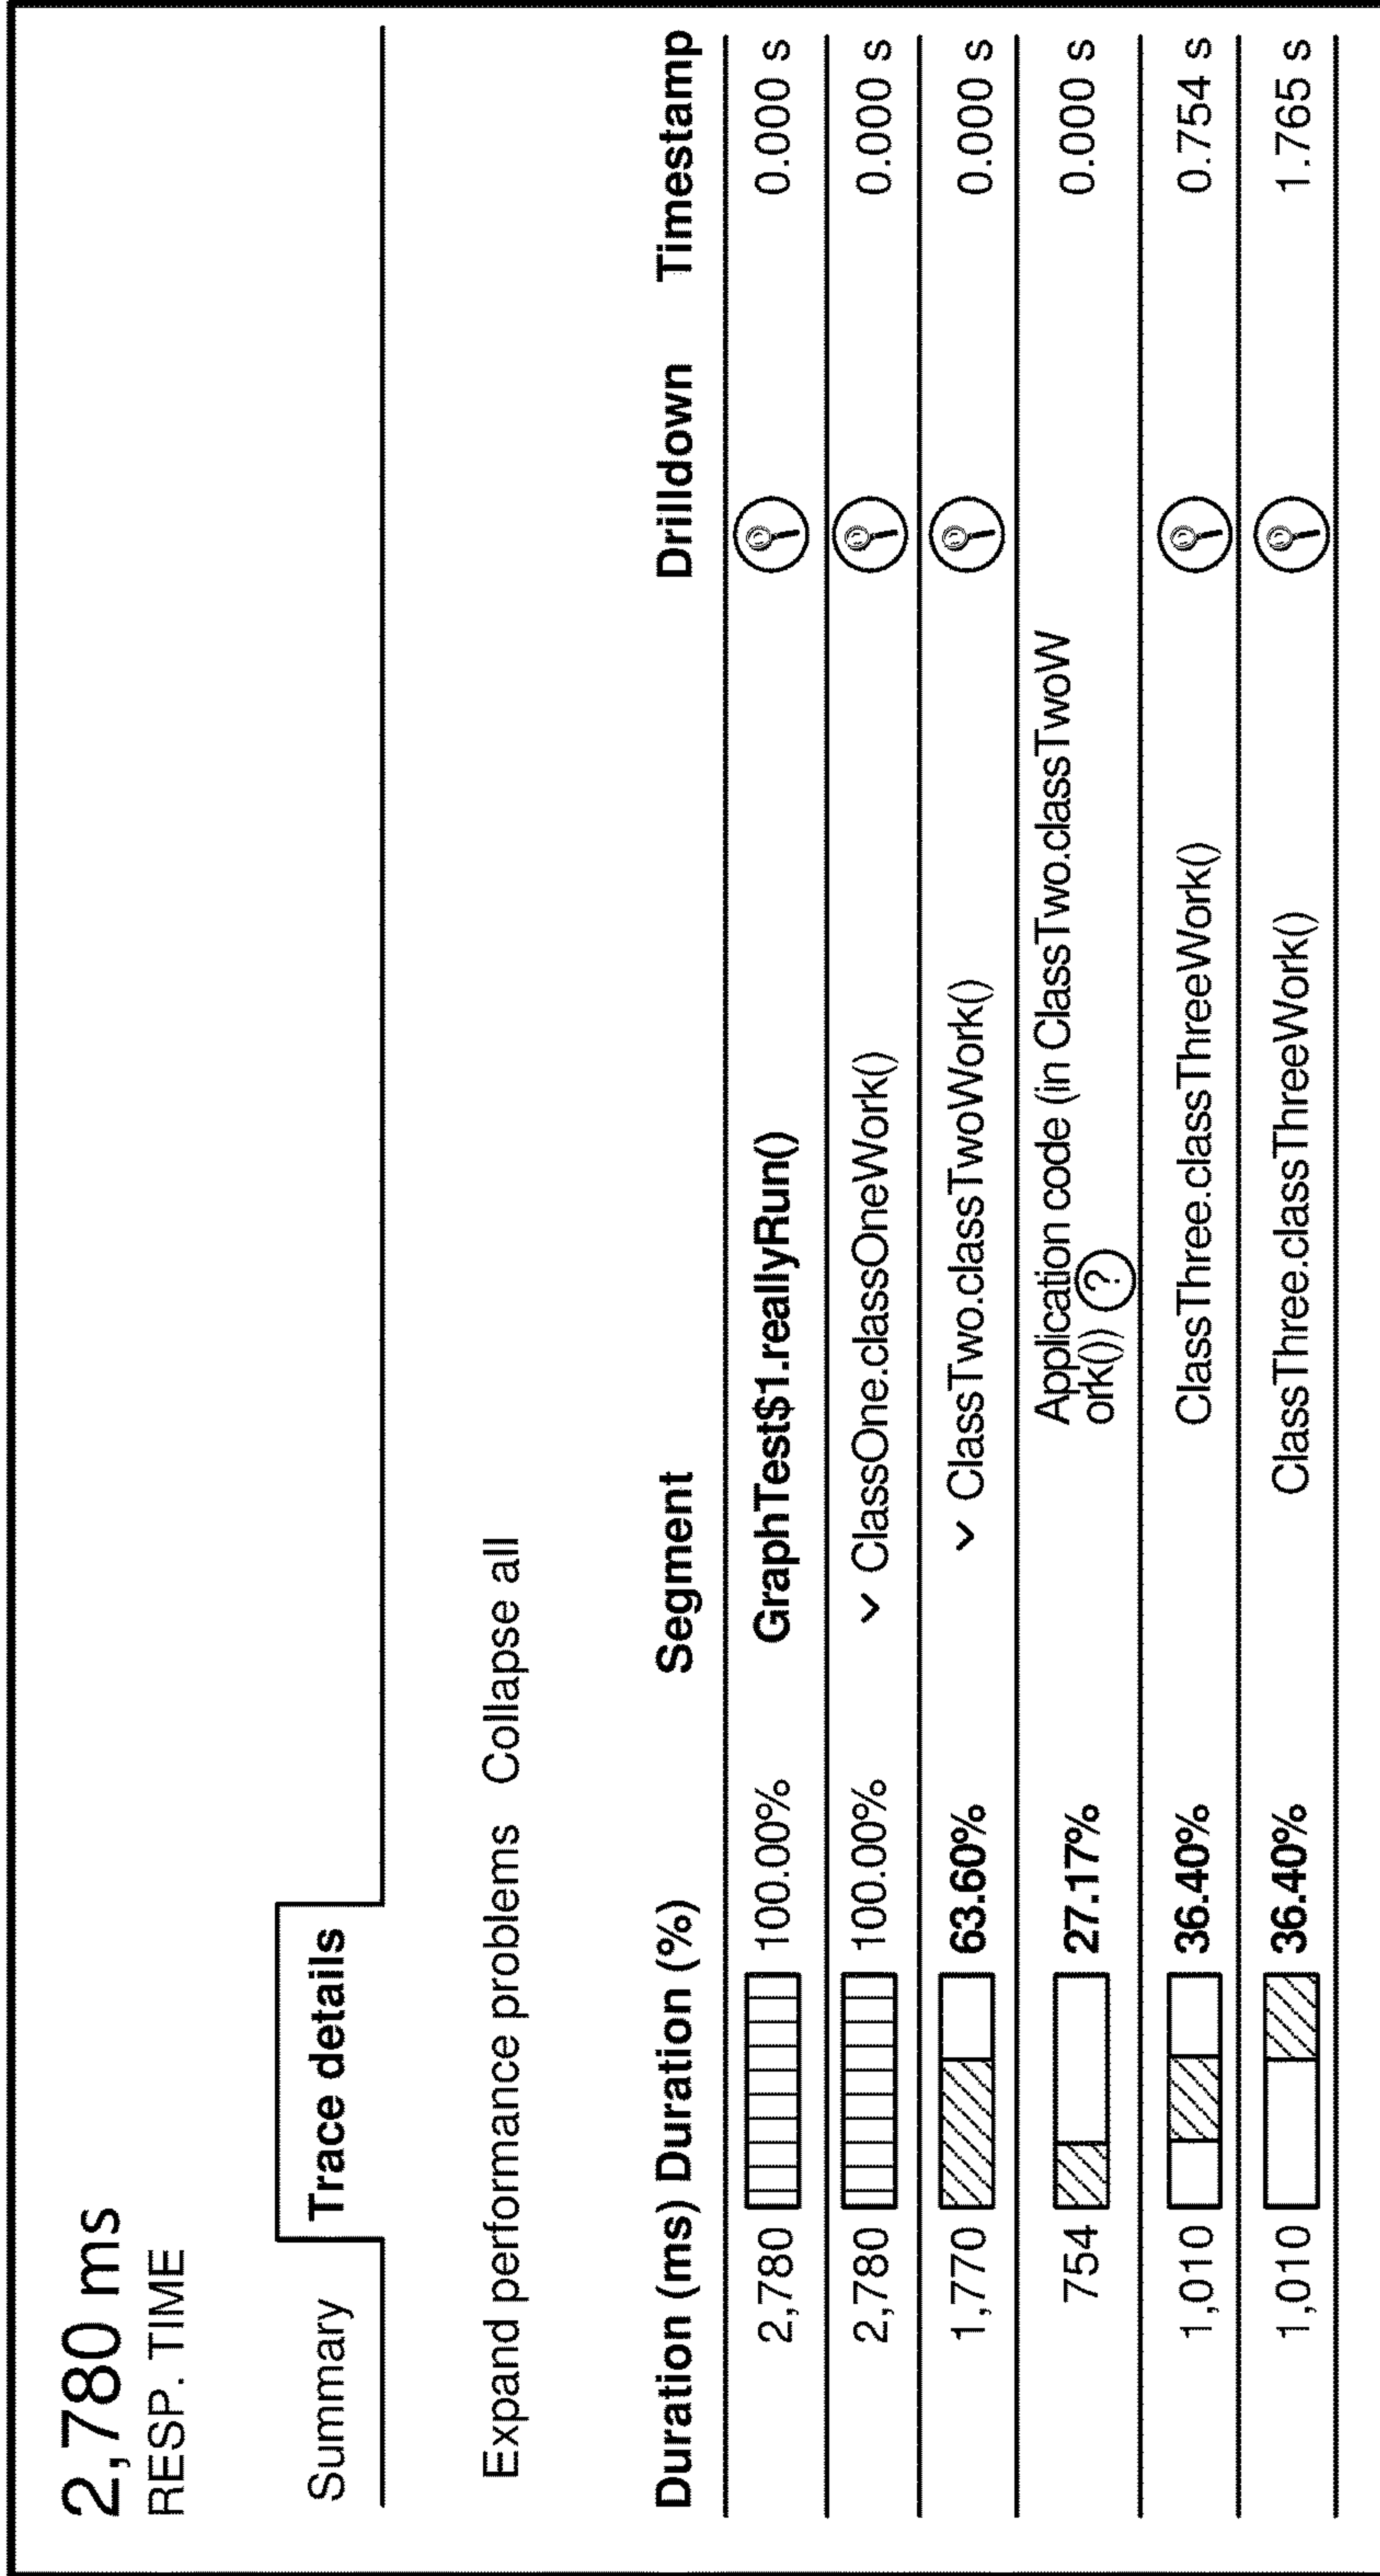 2,780 ms
RESP. TIME
Summary Trace details
Expand performance problems Collapse all
Duration (ms) Duration (%) Segment Drilldown Timestamp
2,780 100.00% GraphTest$1.reallyRun() 0.000 s
2,780 100.00% ClassOne.classOneWork() 0.000 s
1,770 63.60% ClassTwo.classTwoWork() 0.000 s
754 27.17% Application code (in ClassTwo.classTwoW 0.000 s
ork()) ?
1,010 36.40% ClassThree.classThreeWork() 0.754 s
1,010 36.40% ClassThree.classThreeWork() 1.765 s